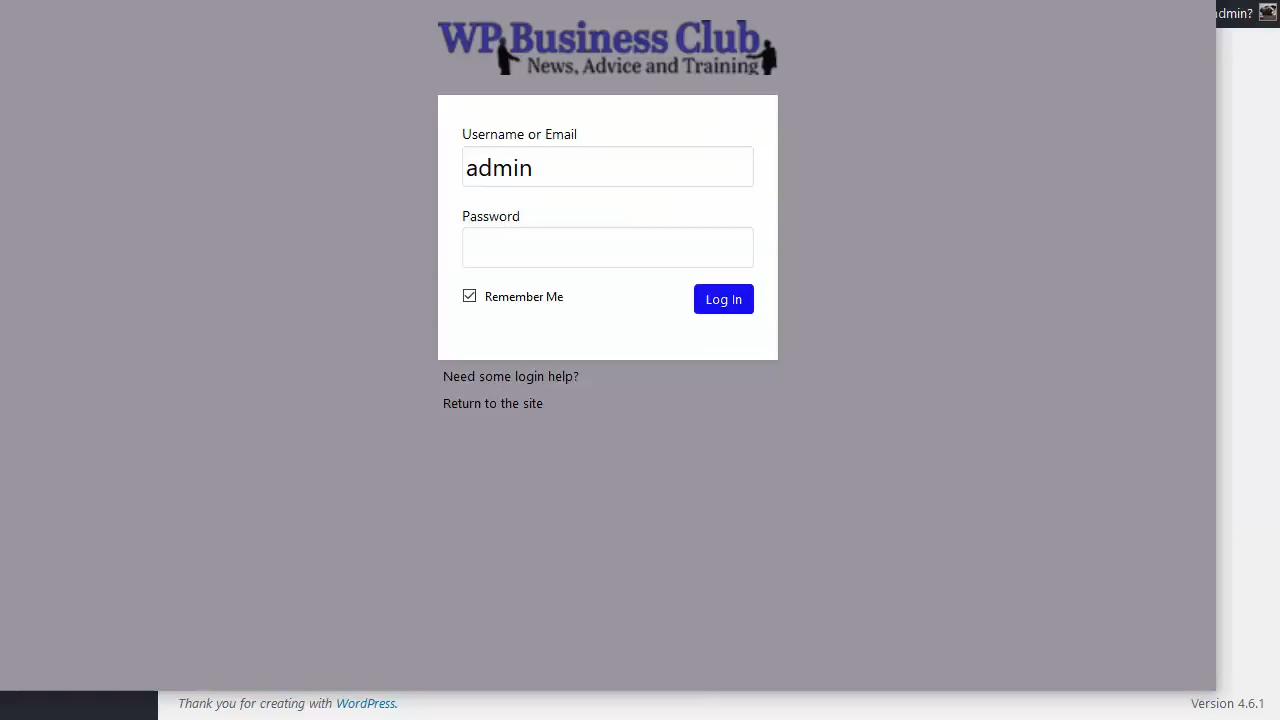 dmin?
WP Business Club
News, Advice and Training
Username or Email
admin
Password
Remember Me
Log In
Need some login help?
Return to the site
Thank you for creating with WordPress.
Version 4.6.1